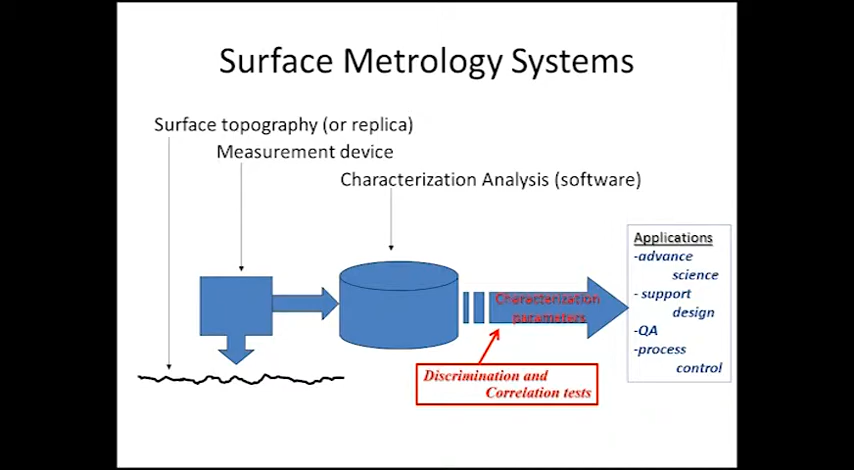 Surface Metrology Systems
Surface topography (or replica)
Measurement device
Characterization Analysis (software)
Applications
-advance
science
- support
design
-QA
-process
control
Characterization
parameters
Discrimination and
Correlation tests